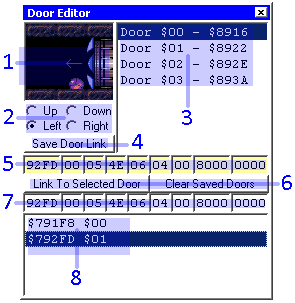 Door Editor
Door $00 - $8916
Door $01 - $8922
Door $02 - $892E
Door $03 - $893A
1
2
3
Up Down
Left Right
Save Door Link
4
5
92FD 00 05 4E 06 04 00 8000 0000
Link To Selected Door Clear Saved Doors
6
7
92FD 00 05 4E 06 04 00 8000 0000
$791F8 $00
$792FD $01
8